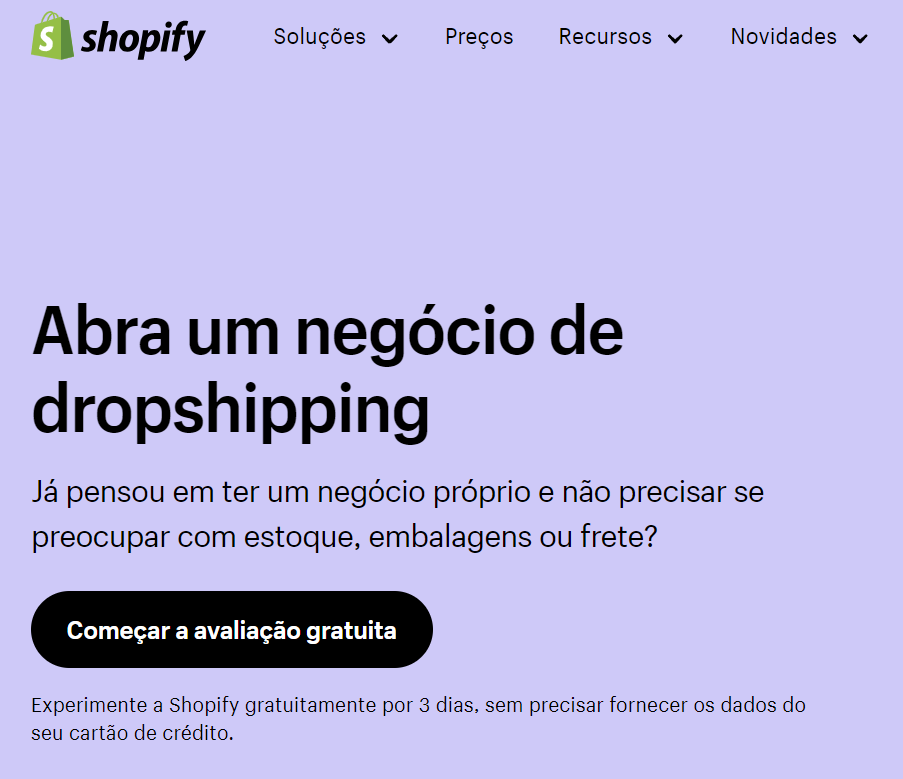 shopify Soluções Preços Recursos Novidades
Abra um negócio de
dropshipping
Já pensou em ter um negócio próprio e não precisar se
preocupar com estoque, embalagens ou frete?
Começar a avaliação gratuita
Experimente a Shopify gratuitamente por 3 dias, sem precisar fornecer os dados do
seu cartão de crédito.